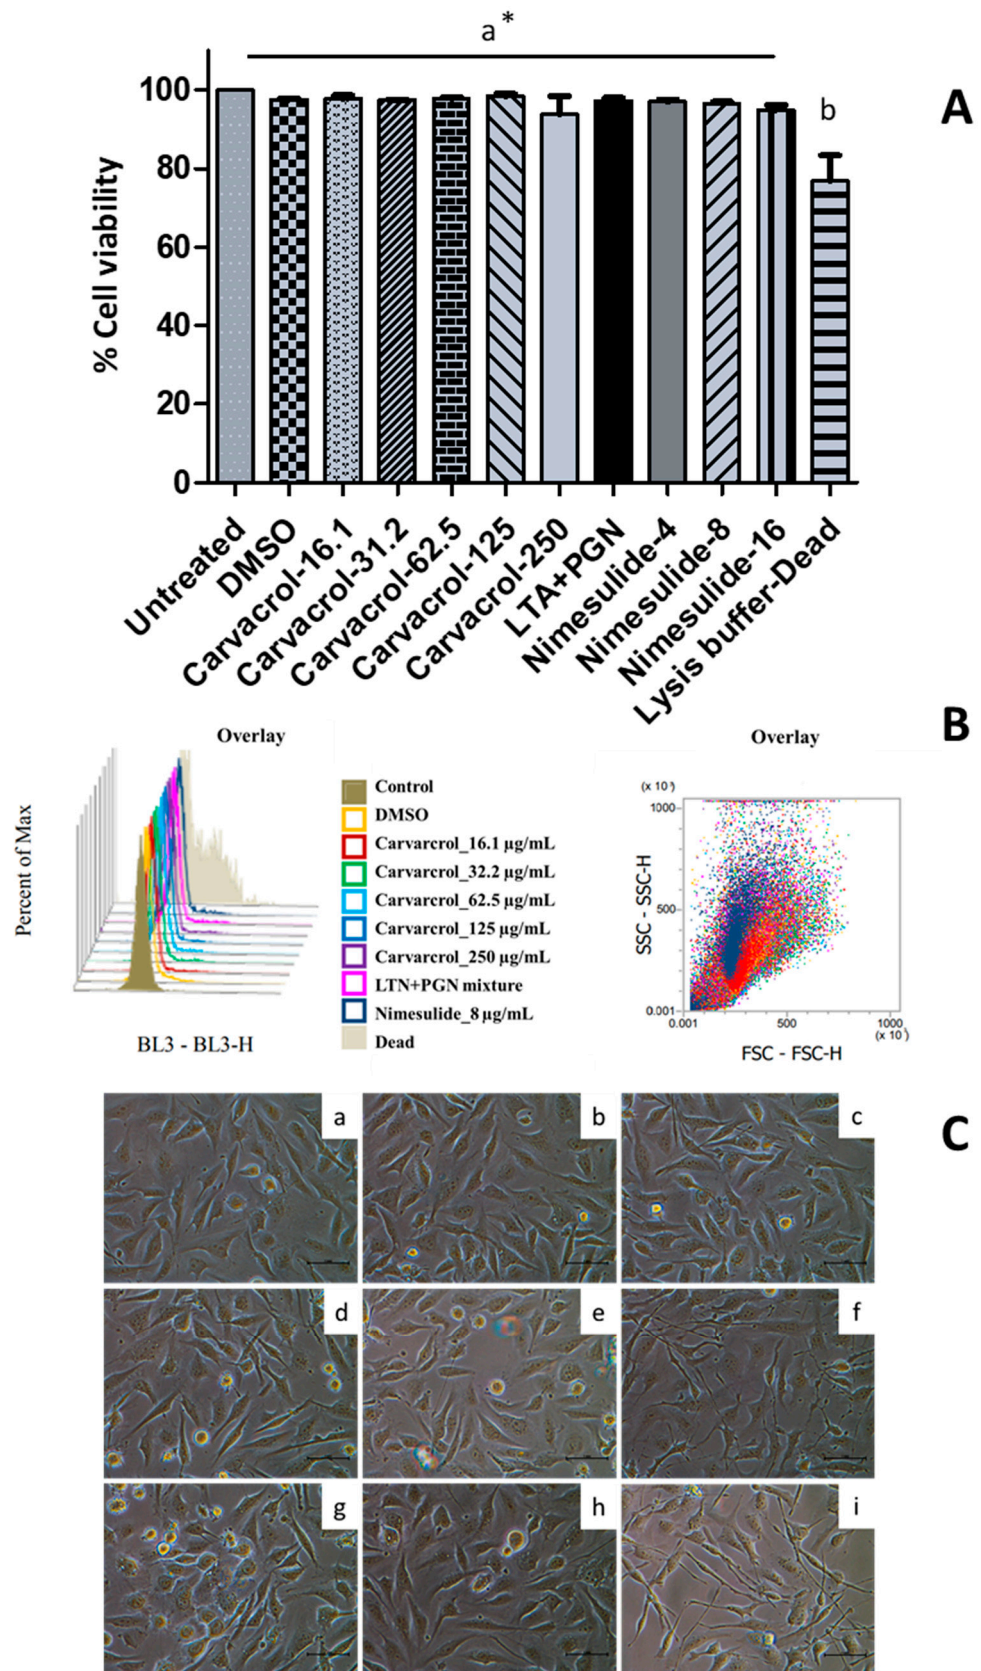 a*
A
b
% Cell viability
100
80
60
40
20
0
Untreated
DMSO
Carvacrol-16.1
Carvacrol-31.2
Carvacrol-62.5
Carvacrol-125
Carvacrol-250
LTA+PGN
Nimesulide-4
Nimesulide-8
Nimesulide-16
Lysis buffer-Dead
B
Overlay
Percent of Max
BL3 - BL3-H
Control
DMSO
Carvarcrol_16.1 µg/mL
Carvarcrol_32.2 µg/mL
Carvarcrol_62.5 µg/mL
Carvarcrol_125 µg/mL
Carvarcrol_250 µg/mL
LTN+PGN mixture
Nimesulide_8 µg/mL
Dead
Overlay
(x 10³)
1000
500
0.001
SSC - SSC-H
0.001
500
1000
(x 10³)
FSC - FSC-H
C
a
b
c
d
e
f
g
h
i